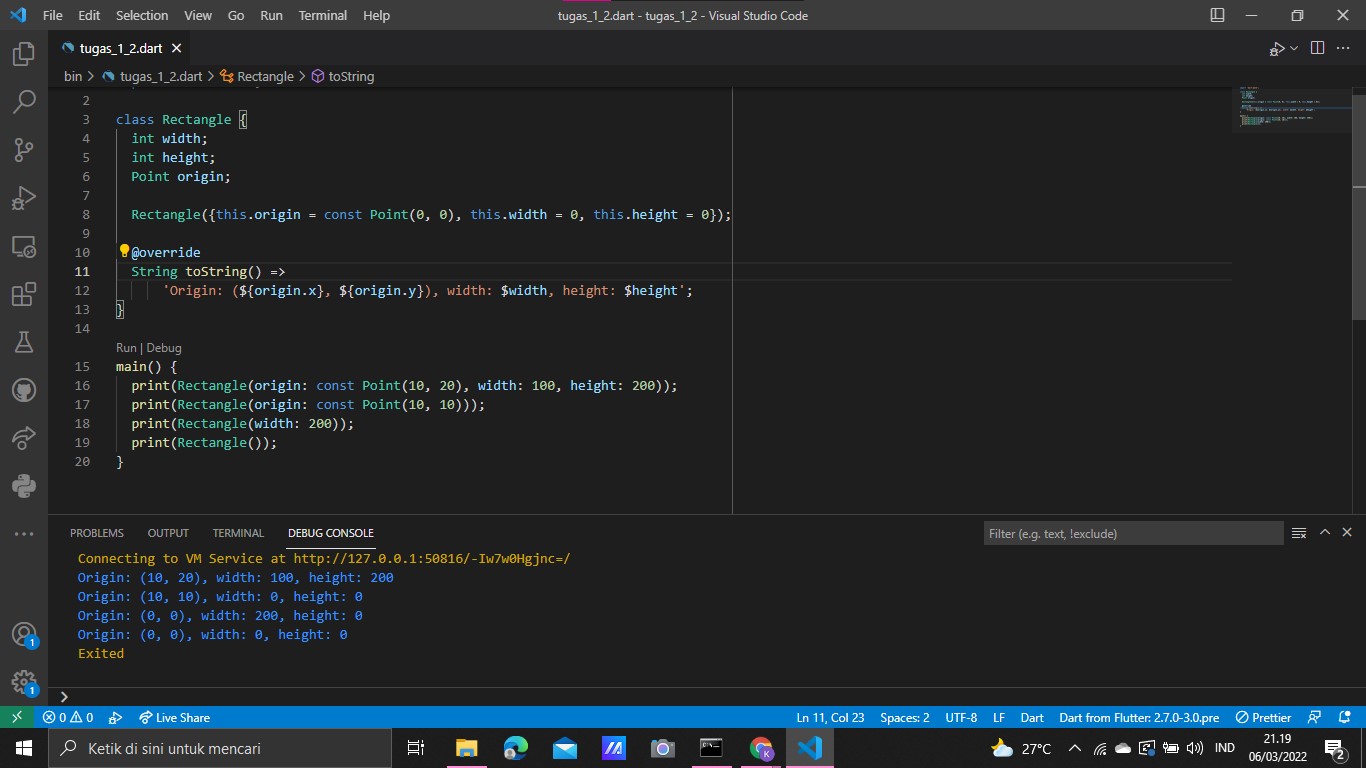 File Edit Selection View Go Run Terminal Help
tugas_1_2.dart - tugas_1_2 - Visual Studio Code
tugas_1_2.dart
bin > tugas_1_2.dart > Rectangle > toString
2
3 class Rectangle {
4 int width;
5 int height;
6 Point origin;
7
8 Rectangle({this.origin = const Point(0, 0), this.width = 0, this.height = 0});
9
10 @override
11 String toString() =>
12 'Origin: (${origin.x}, ${origin.y}), width: $width, height: $height';
13 }
14
Run | Debug
15 main() {
16 print(Rectangle(origin: const Point(10, 20), width: 100, height: 200));
17 print(Rectangle(origin: const Point(10, 10)));
18 print(Rectangle(width: 200));
19 print(Rectangle());
20 }
PROBLEMS OUTPUT TERMINAL DEBUG CONSOLE
Filter (e.g. text, !exclude)
Connecting to VM Service at http://127.0.0.1:50816/-Iw7w0Hgjnc=/
Origin: (10, 20), width: 100, height: 200
Origin: (10, 10), width: 0, height: 0
Origin: (0, 0), width: 200, height: 0
Origin: (0, 0), width: 0, height: 0
Exited
1
1
0 0 Live Share
Ln 11, Col 23 Spaces: 2 UTF-8 LF Dart Dart from Flutter: 2.7.0-3.0.pre Prettier
Ketik di sini untuk mencari
K
27°C
IND
21.19
06/03/2022
2